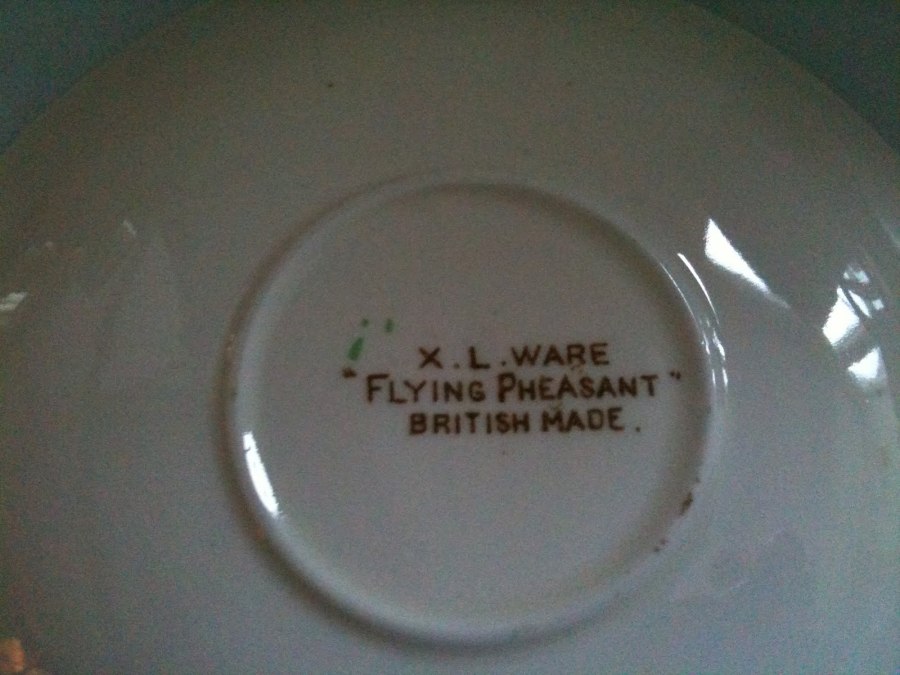 X.L.WARE
"FLYING PHEASANT"
BRITISH MADE.